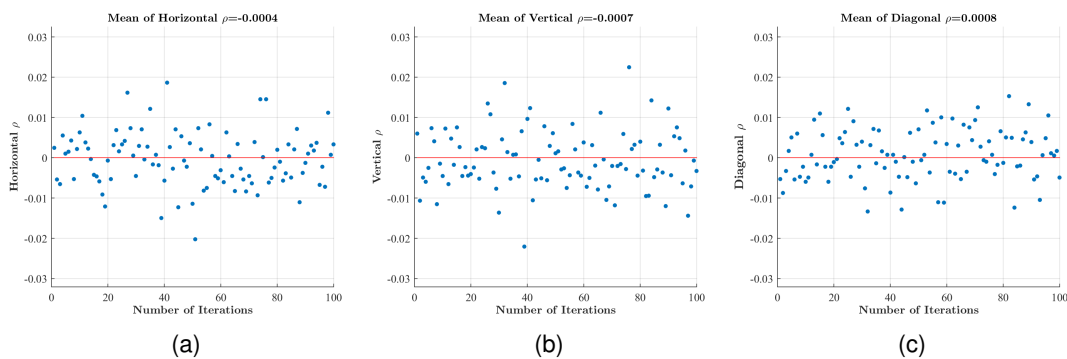 Mean of Horizontal ρ=-0.0004
0.03
0.02
0.01
0
-0.01
-0.02
-0.03
Horizontal ρ
0 20 40 60 80 100
Number of Iterations
(a)
Mean of Vertical ρ=-0.0007
0.03
0.02
0.01
0
-0.01
-0.02
-0.03
Vertical ρ
0 20 40 60 80 100
Number of Iterations
(b)
Mean of Diagonal ρ=0.0008
0.03
0.02
0.01
0
-0.01
-0.02
-0.03
Diagonal ρ
0 20 40 60 80 100
Number of Iterations
(c)